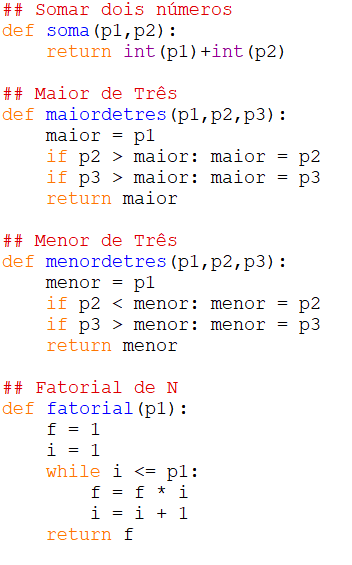 ## Somar dois números
def soma(p1,p2):
    return int(p1)+int(p2)

## Maior de Três
def maiordetres(p1,p2,p3):
    maior = p1
    if p2 > maior: maior = p2
    if p3 > maior: maior = p3
    return maior

## Menor de Três
def menordetres(p1,p2,p3):
    menor = p1
    if p2 < menor: menor = p2
    if p3 > menor: menor = p3
    return menor

## Fatorial de N
def fatorial(p1):
    f = 1
    i = 1
    while i <= p1:
        f = f * i
        i = i + 1
    return f